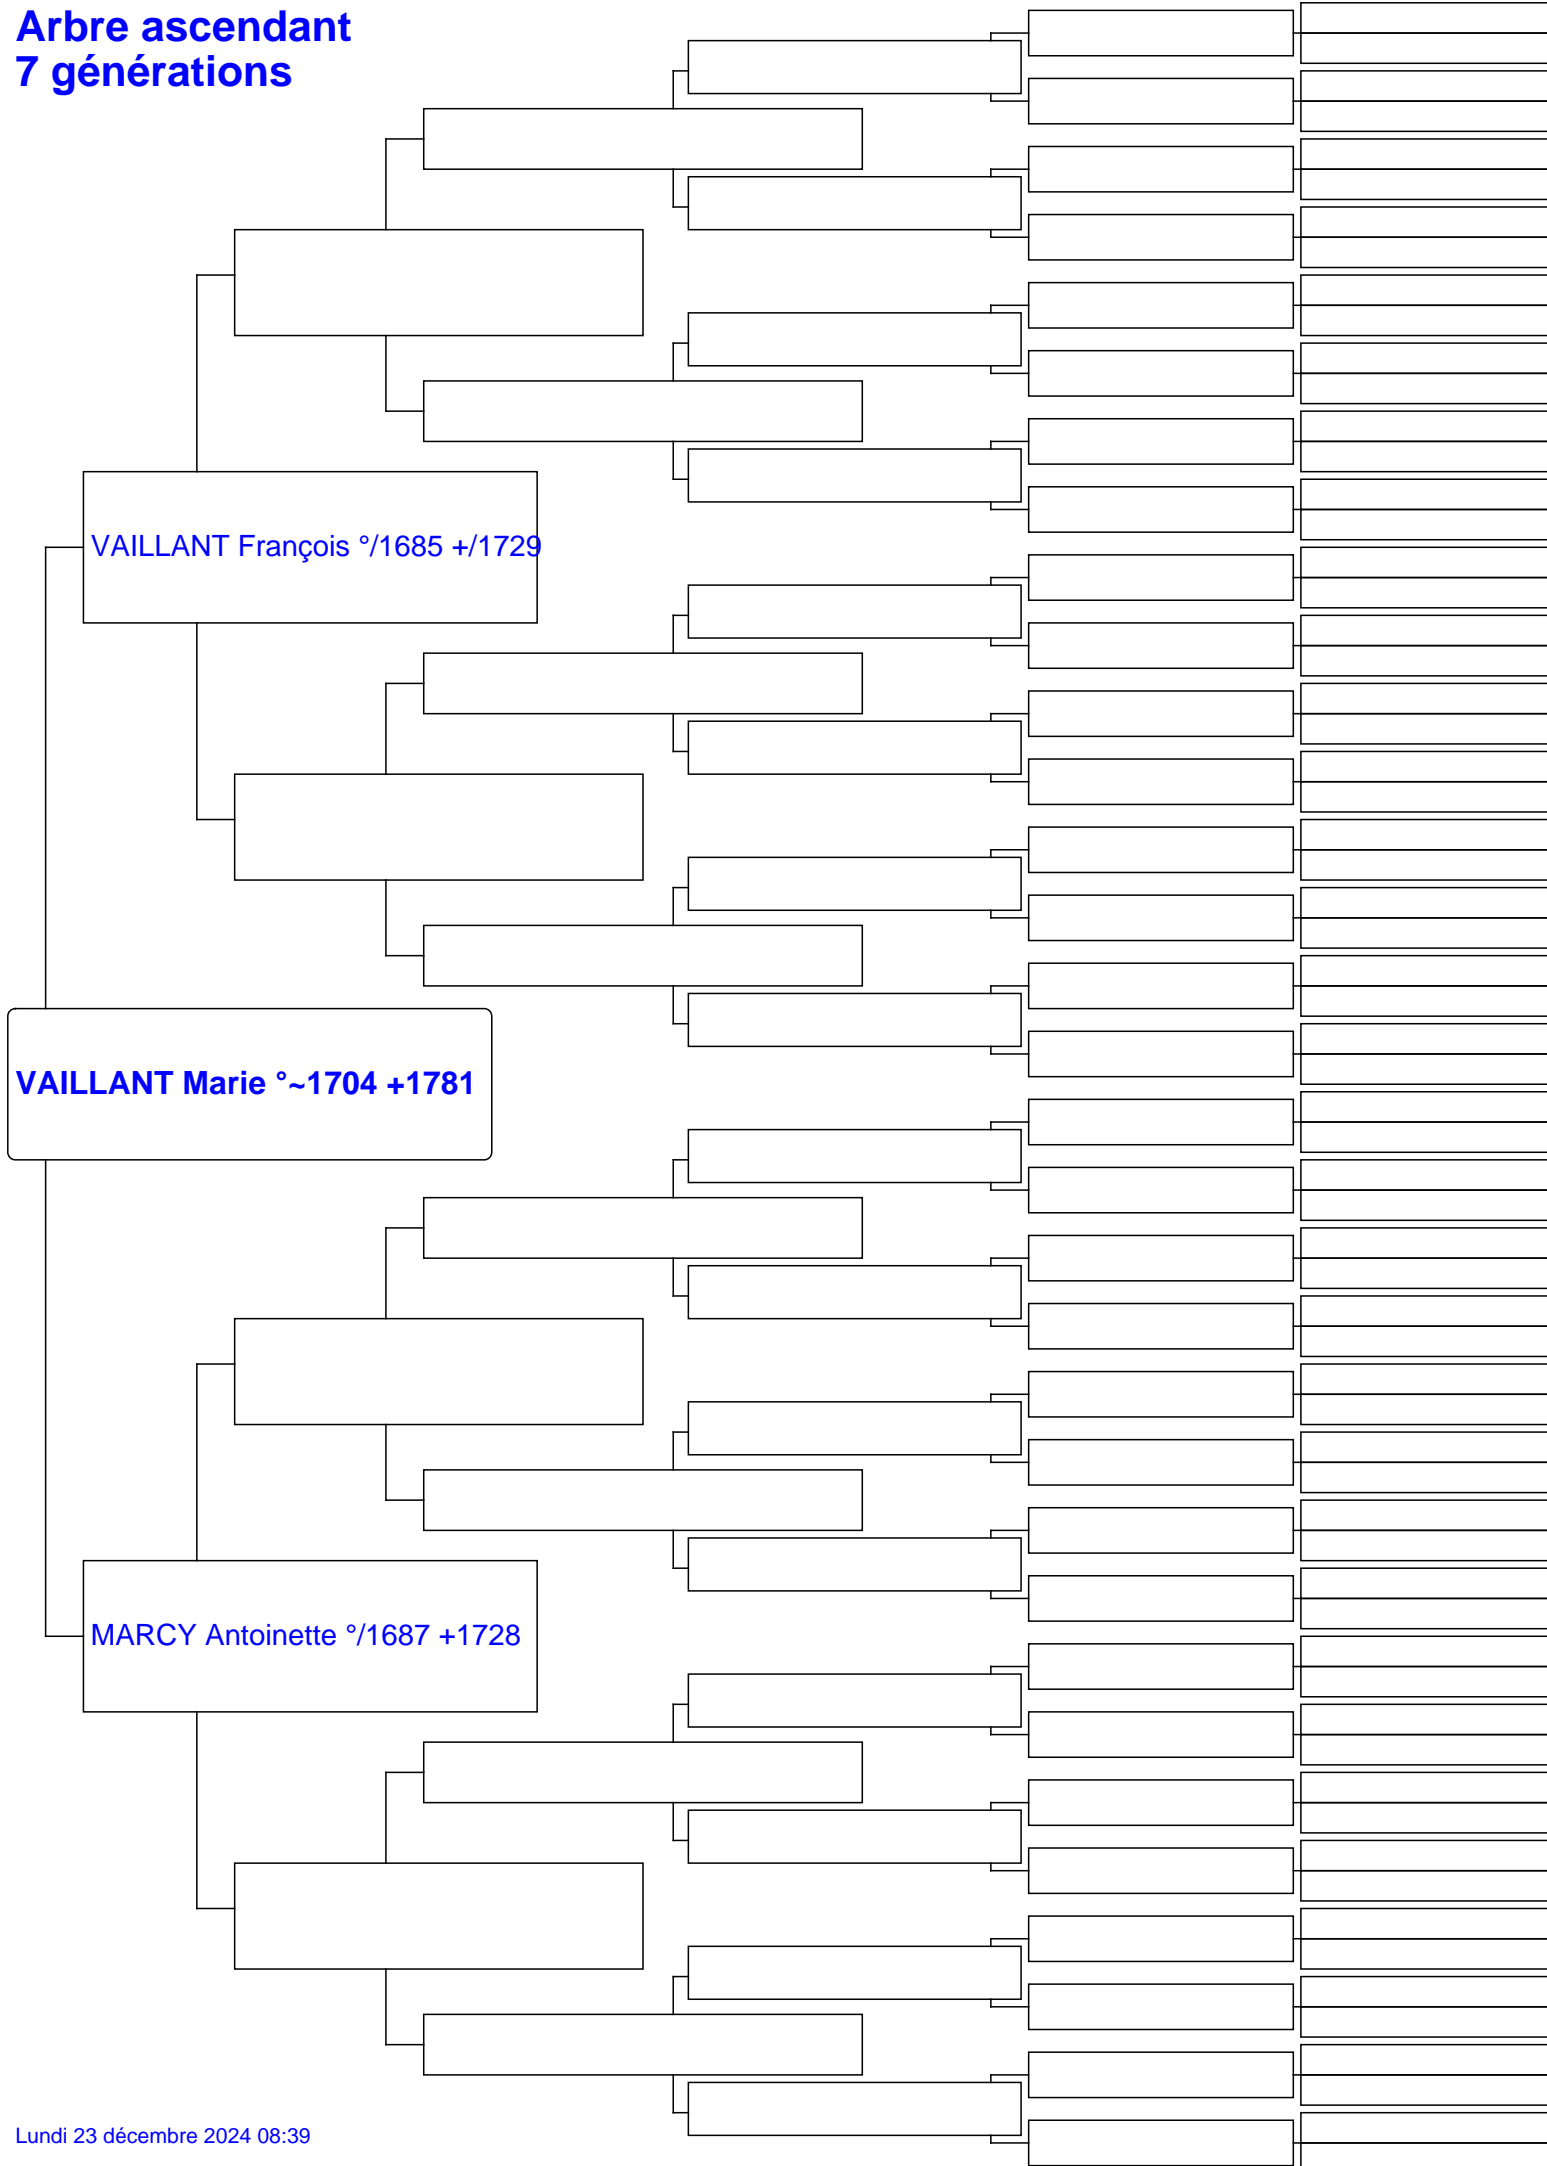 Arbre ascendant
7 générations
VAILLANT François °/1685 +/1729
VAILLANT Marie °~1704 +1781
MARCY Antoinette °/1687 +1728
Lundi 23 décembre 2024 08:39